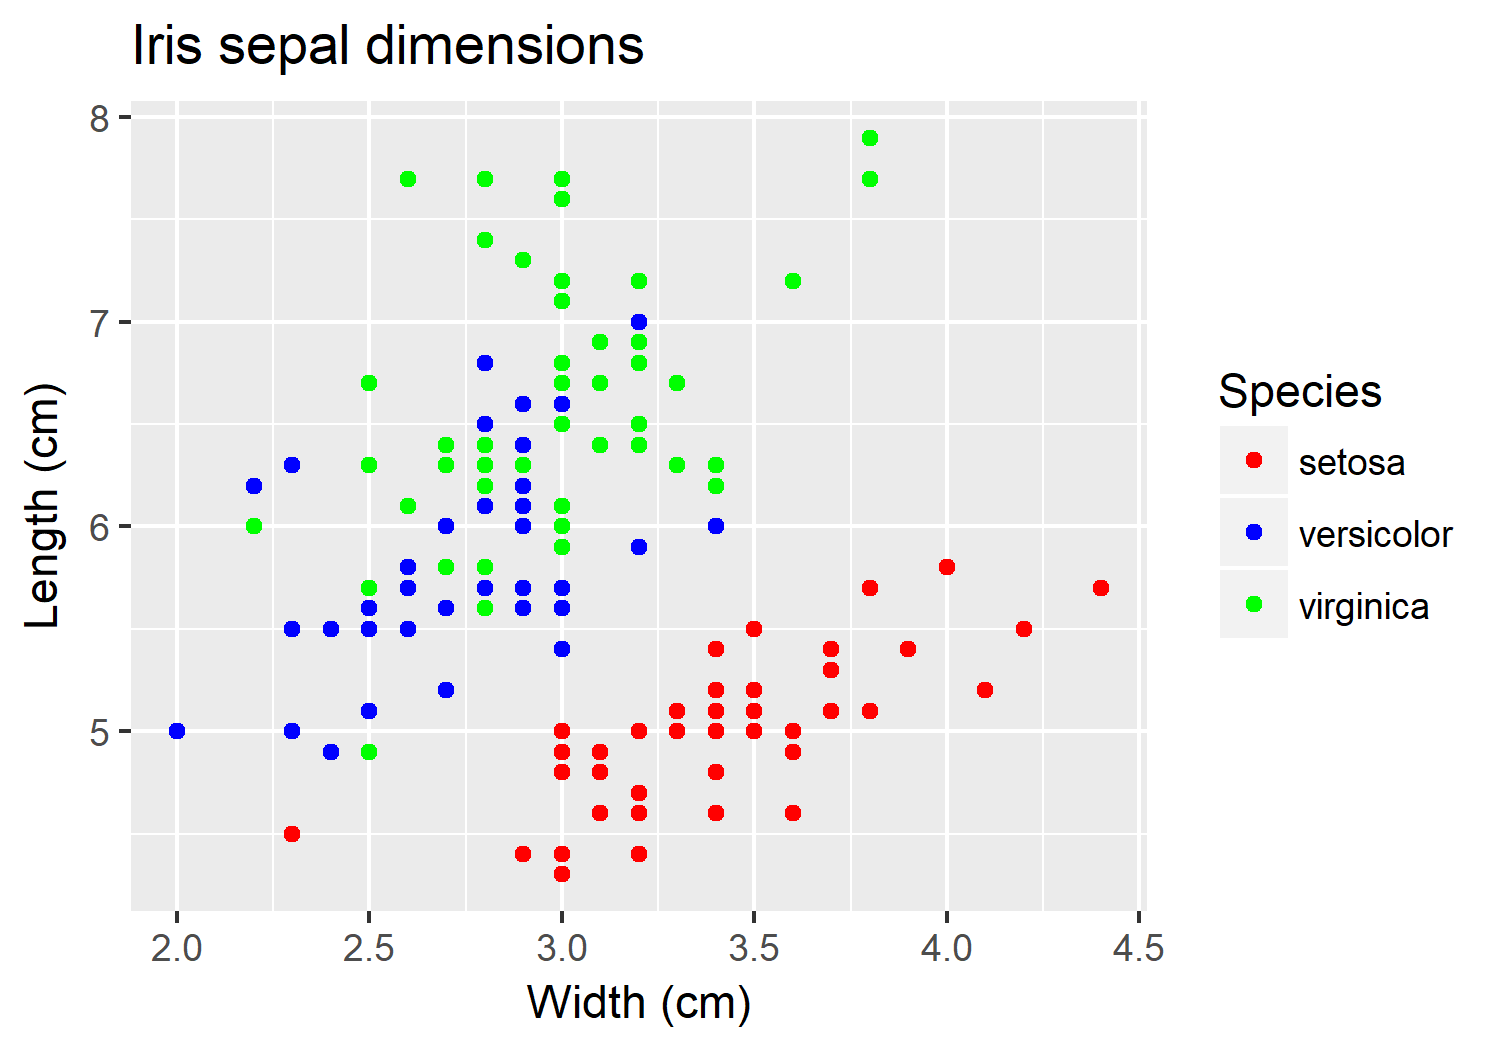 Iris sepal dimensions
8
7
6
5
Length (cm)
2.0 2.5 3.0 3.5 4.0 4.5
Width (cm)
Species
setosa
versicolor
virginica